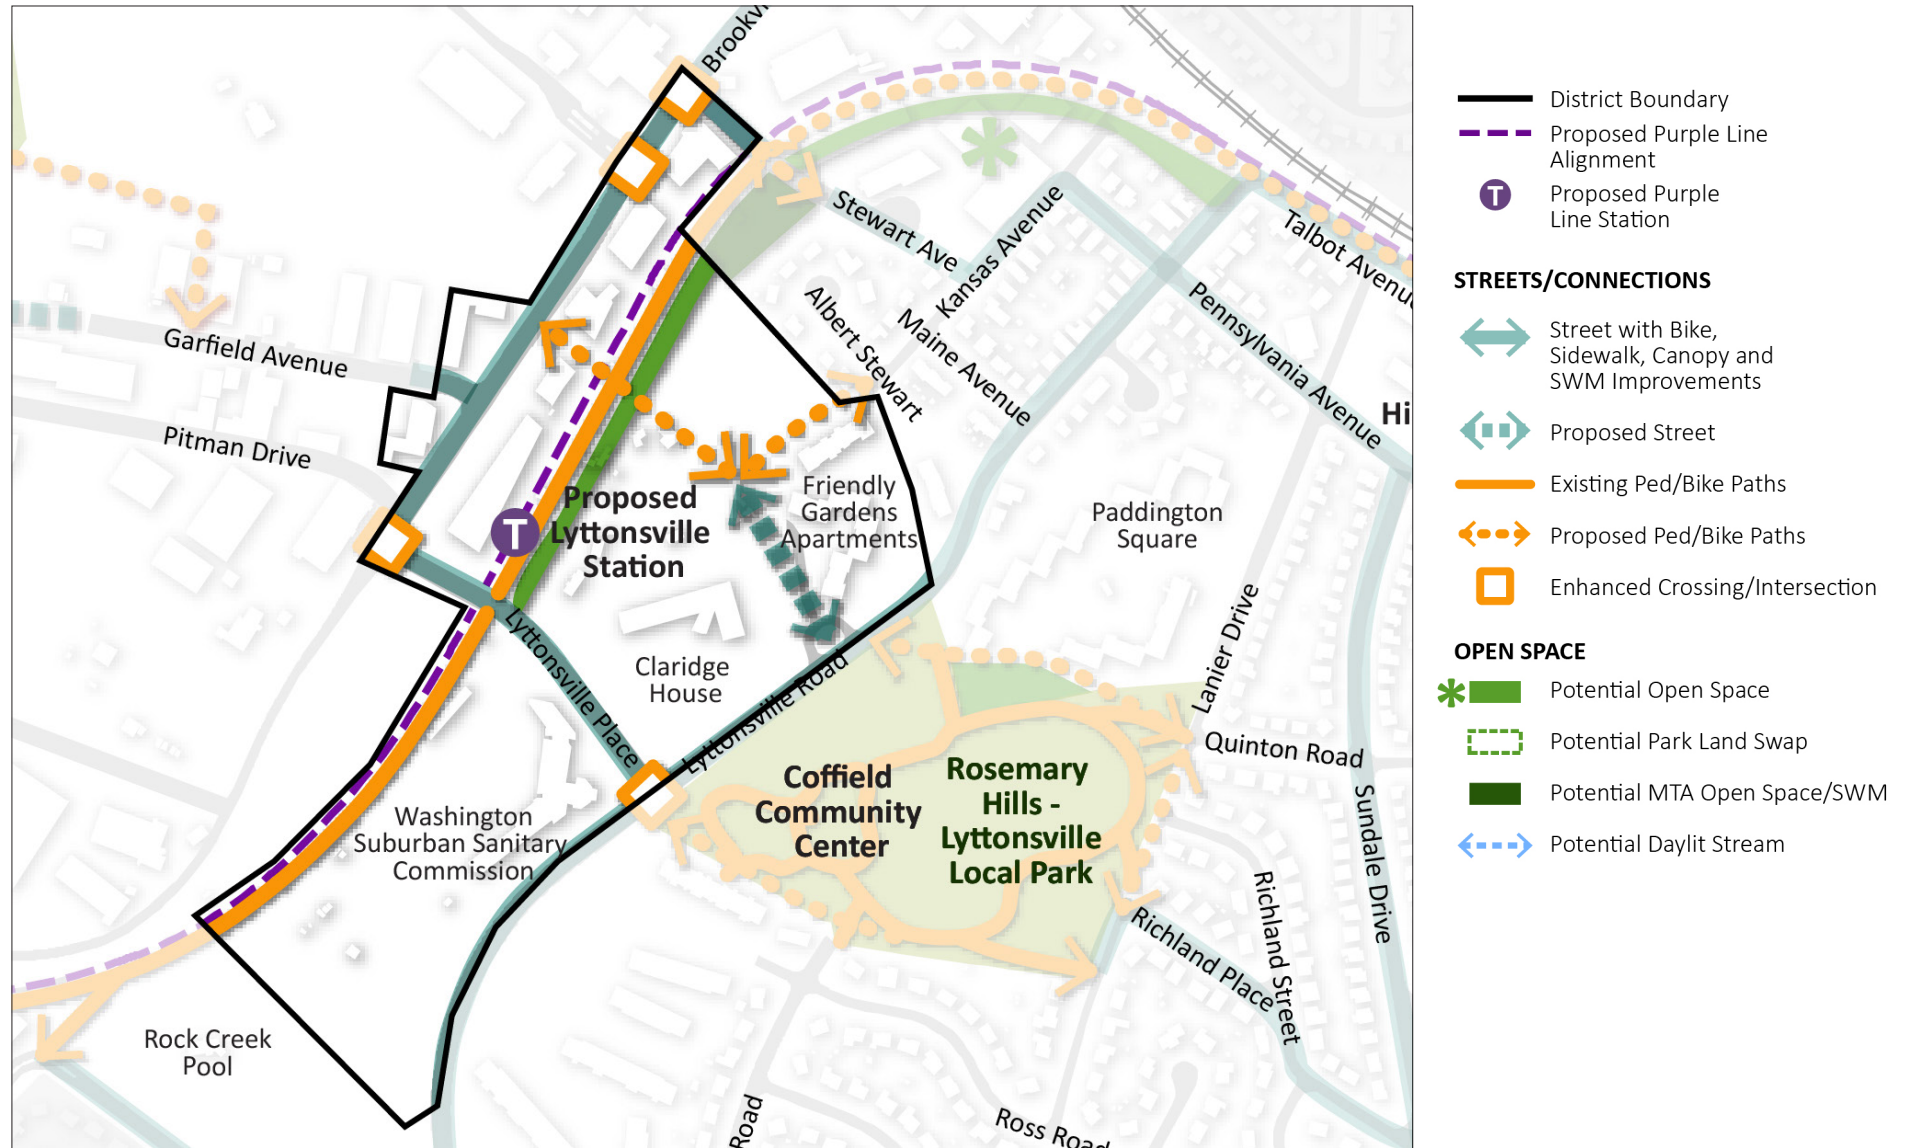 Brookv
Stewart Ave
Kansas Avenue
Talbot Avenu
Albert Stewart
Maine Avenue
Pennsylvania Avenue
Garfield Avenue
Pitman Drive
Hi
T
Proposed
Lyttonsville
Station
Friendly
Gardens
Apartments
Paddington
Square
Lyttonsville Place
Claridge
House
Lyttonsville Road
Lanier Drive
Quinton Road
Sundale Drive
Coffield
Community
Center
Rosemary
Hills -
Lyttonsville
Local Park
Washington
Suburban Sanitary
Commission
Richland Place
Richland Street
Rock Creek
Pool
Road
Ross Road
District Boundary
Proposed Purple Line
Alignment
T
Proposed Purple
Line Station
STREETS/CONNECTIONS
Street with Bike,
Sidewalk, Canopy and
SWM Improvements
Proposed Street
Existing Ped/Bike Paths
Proposed Ped/Bike Paths
Enhanced Crossing/Intersection
OPEN SPACE
Potential Open Space
Potential Park Land Swap
Potential MTA Open Space/SWM
Potential Daylit Stream